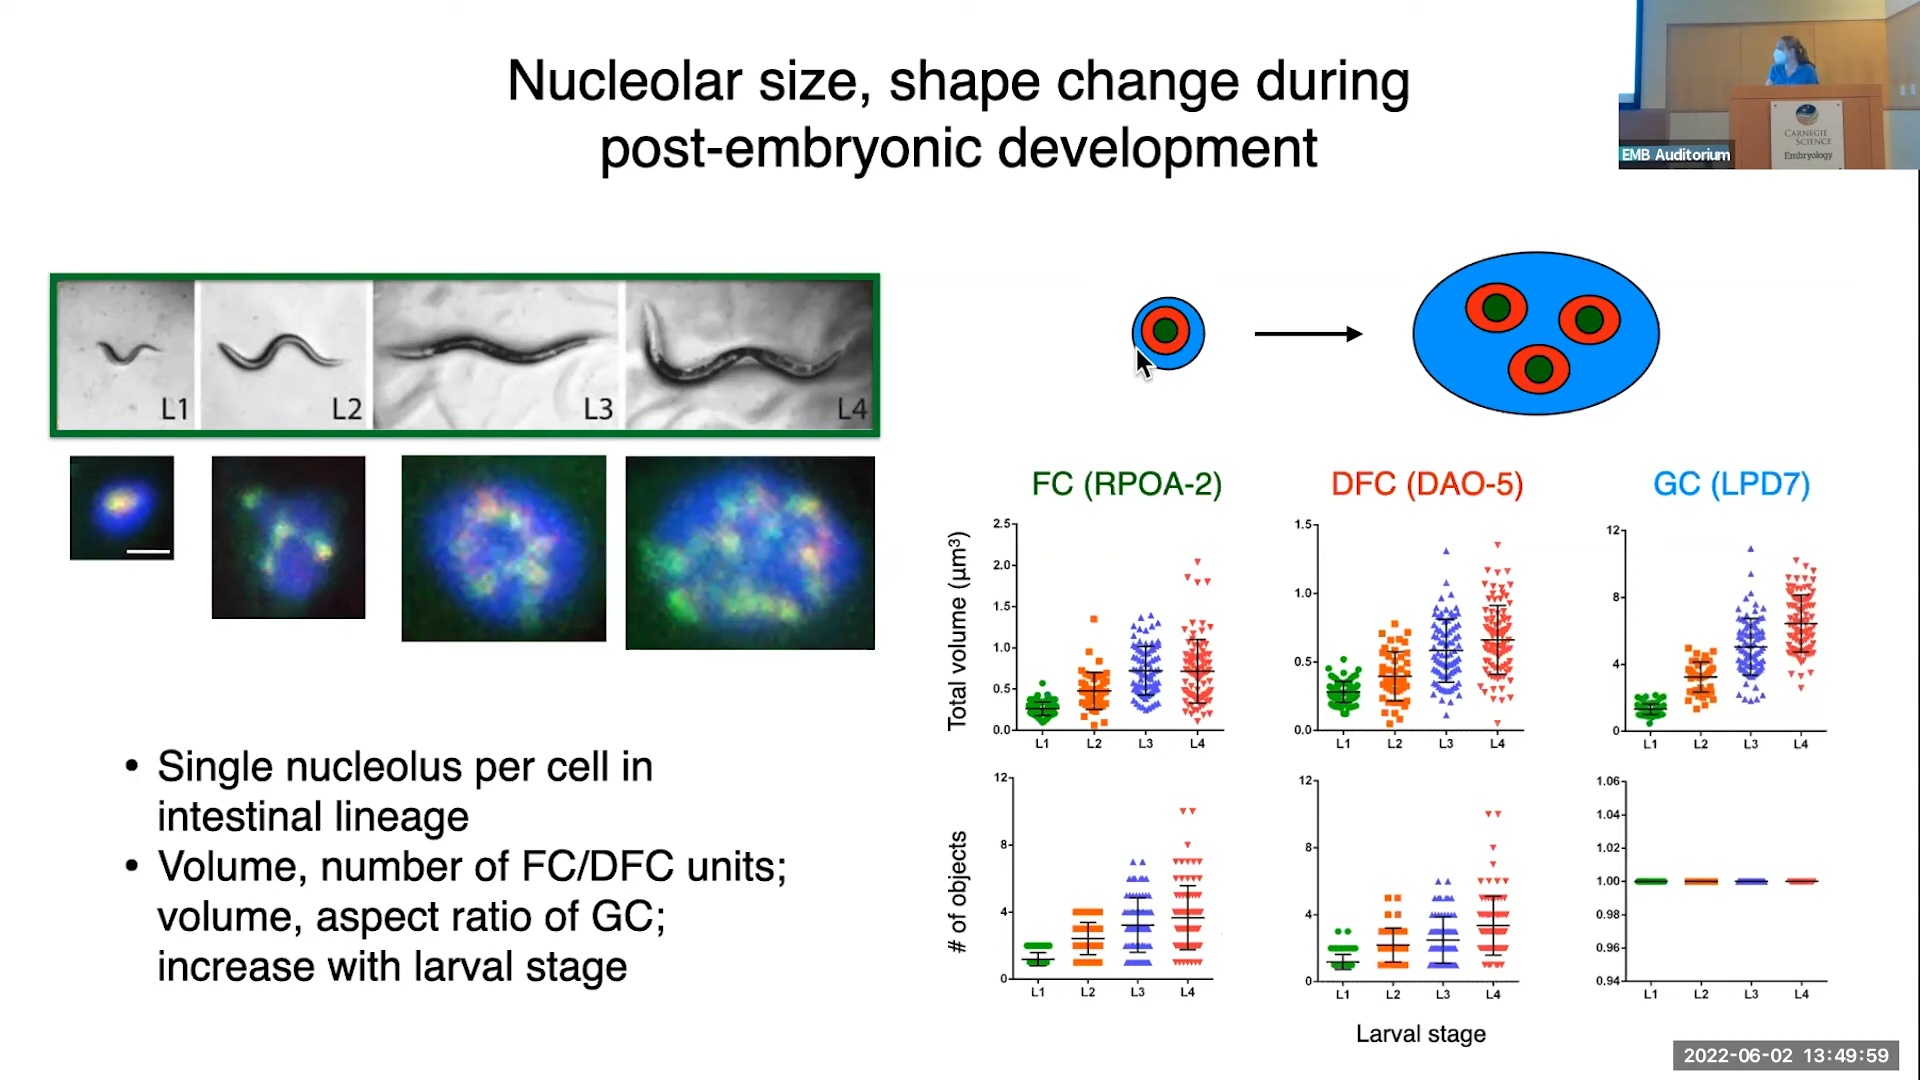 Nucleolar size, shape change during
post-embryonic development
CARNEGIE
SCIENCE
Embryology
EMB Auditorium
L1
L2
L3
L4
• Single nucleolus per cell in
intestinal lineage
• Volume, number of FC/DFC units;
volume, aspect ratio of GC;
increase with larval stage
FC (RPOA-2)
DFC (DAO-5)
GC (LPD7)
Total volume (µm³)
2.5
2.0
1.5
1.0
0.5
0.0
L1 L2 L3 L4
1.5
1.0
0.5
0.0
L1 L2 L3 L4
12
8
4
0
L1 L2 L3 L4
# of objects
12
8
4
0
L1 L2 L3 L4
12
8
4
0
L1 L2 L3 L4
1.06
1.04
1.02
1.00
0.98
0.96
0.94
L1 L2 L3 L4
Larval stage
2022-06-02 13:49:59